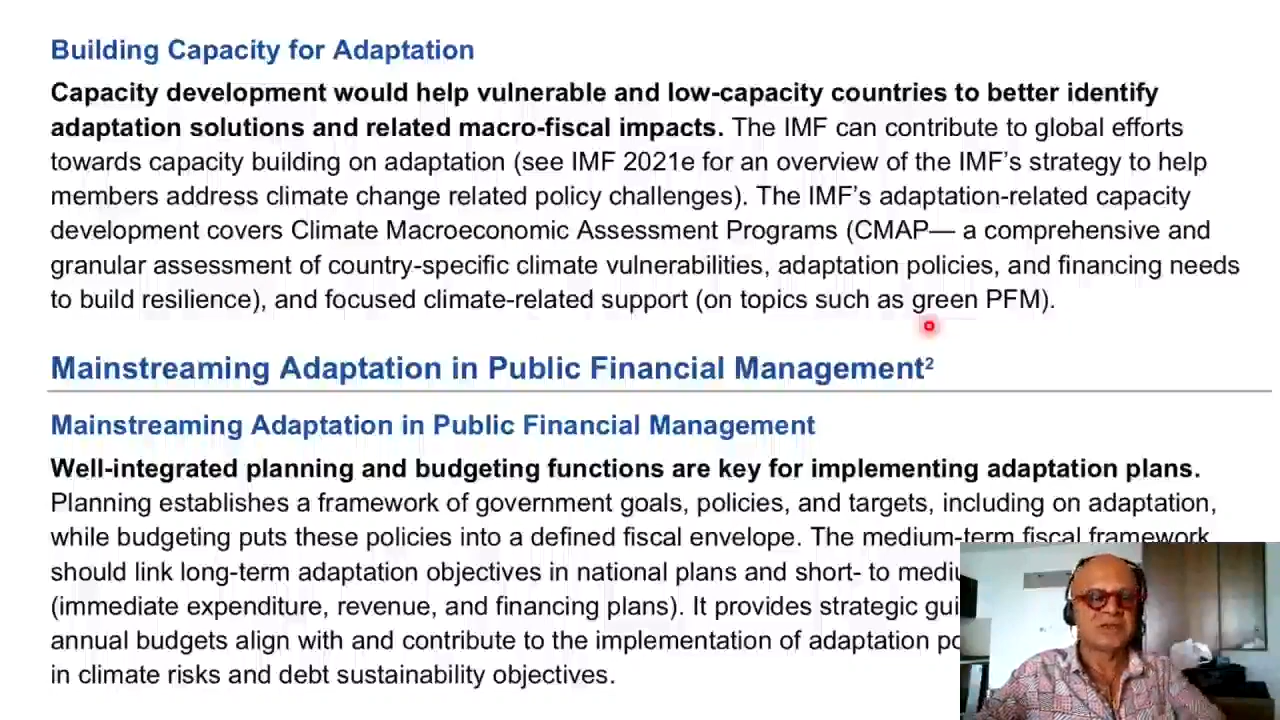 Building Capacity for Adaptation
Capacity development would help vulnerable and low-capacity countries to better identify
adaptation solutions and related macro-fiscal impacts. The IMF can contribute to global efforts
towards capacity building on adaptation (see IMF 2021e for an overview of the IMF’s strategy to help
members address climate change related policy challenges). The IMF’s adaptation-related capacity
development covers Climate Macroeconomic Assessment Programs (CMAP— a comprehensive and
granular assessment of country-specific climate vulnerabilities, adaptation policies, and financing needs
to build resilience), and focused climate-related support (on topics such as green PFM).
Mainstreaming Adaptation in Public Financial Management²
Mainstreaming Adaptation in Public Financial Management
Well-integrated planning and budgeting functions are key for implementing adaptation plans.
Planning establishes a framework of government goals, policies, and targets, including on adaptation,
while budgeting puts these policies into a defined fiscal envelope. The medium-term fiscal framework
should link long-term adaptation objectives in national plans and short- to
(immediate expenditure, revenue, and financing plans). It provides strategic
annual budgets align with and contribute to the implementation of adaptation
in climate risks and debt sustainability objectives.